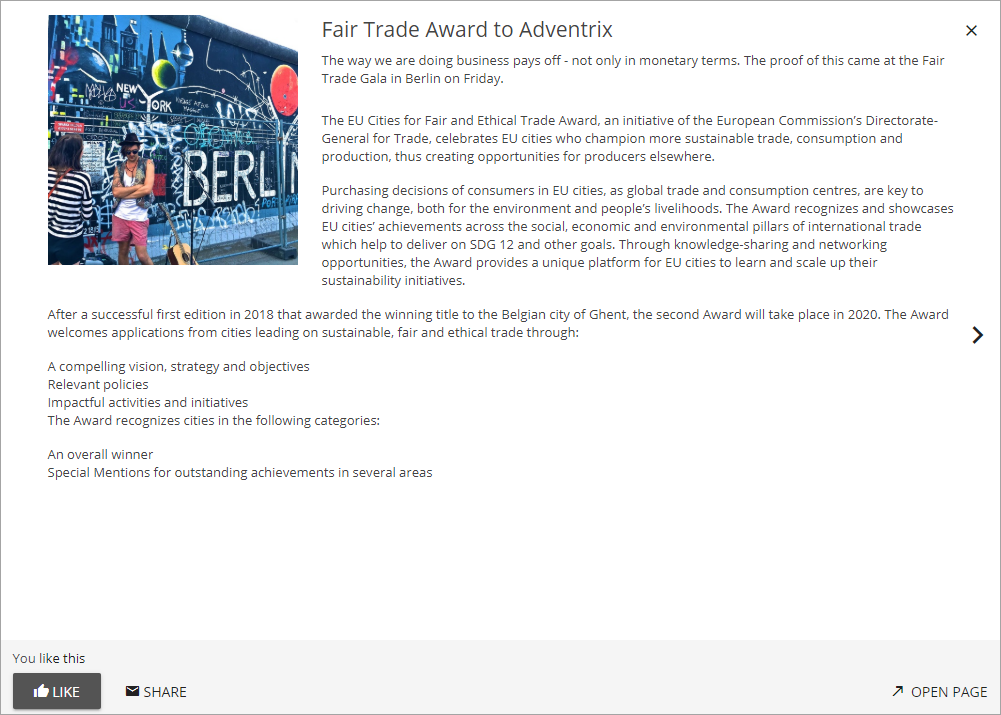 Fair Trade Award to Adventrix
The way we are doing business pays off - not only in monetary terms. The proof of this came at the Fair
Trade Gala in Berlin on Friday.
The EU Cities for Fair and Ethical Trade Award, an initiative of the European Commission's Directorate-
General for Trade, celebrates EU cities who champion more sustainable trade, consumption and
production, thus creating opportunities for producers elsewhere.
Purchasing decisions of consumers in EU cities, as global trade and consumption centres, are key to
driving change, both for the environment and people's livelihoods. The Award recognizes and showcases
EU cities' achievements across the social, economic and environmental pillars of international trade
which help to deliver on SDG 12 and other goals. Through knowledge-sharing and networking
opportunities, the Award provides a unique platform for EU cities to learn and scale up their
sustainability initiatives.
NEW
YORK
BERLIN
After a successful first edition in 2018 that awarded the winning title to the Belgian city of Ghent, the second Award will take place in 2020. The Award
welcomes applications from cities leading on sustainable, fair and ethical trade through:
A compelling vision, strategy and objectives
Relevant policies
Impactful activities and initiatives
The Award recognizes cities in the following categories:
An overall winner
Special Mentions for outstanding achievements in several areas
You like this
LIKE
SHARE
OPEN PAGE